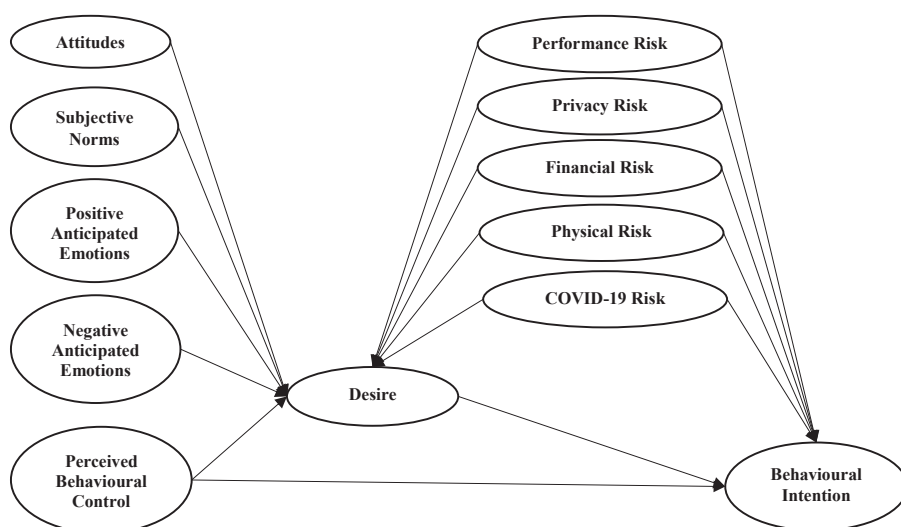 Attitudes
Subjective
Norms
Positive
Anticipated
Emotions
Negative
Anticipated
Emotions
Perceived
Behavioural
Control
Performance Risk
Privacy Risk
Financial Risk
Physical Risk
COVID-19 Risk
Desire
Behavioural
Intention